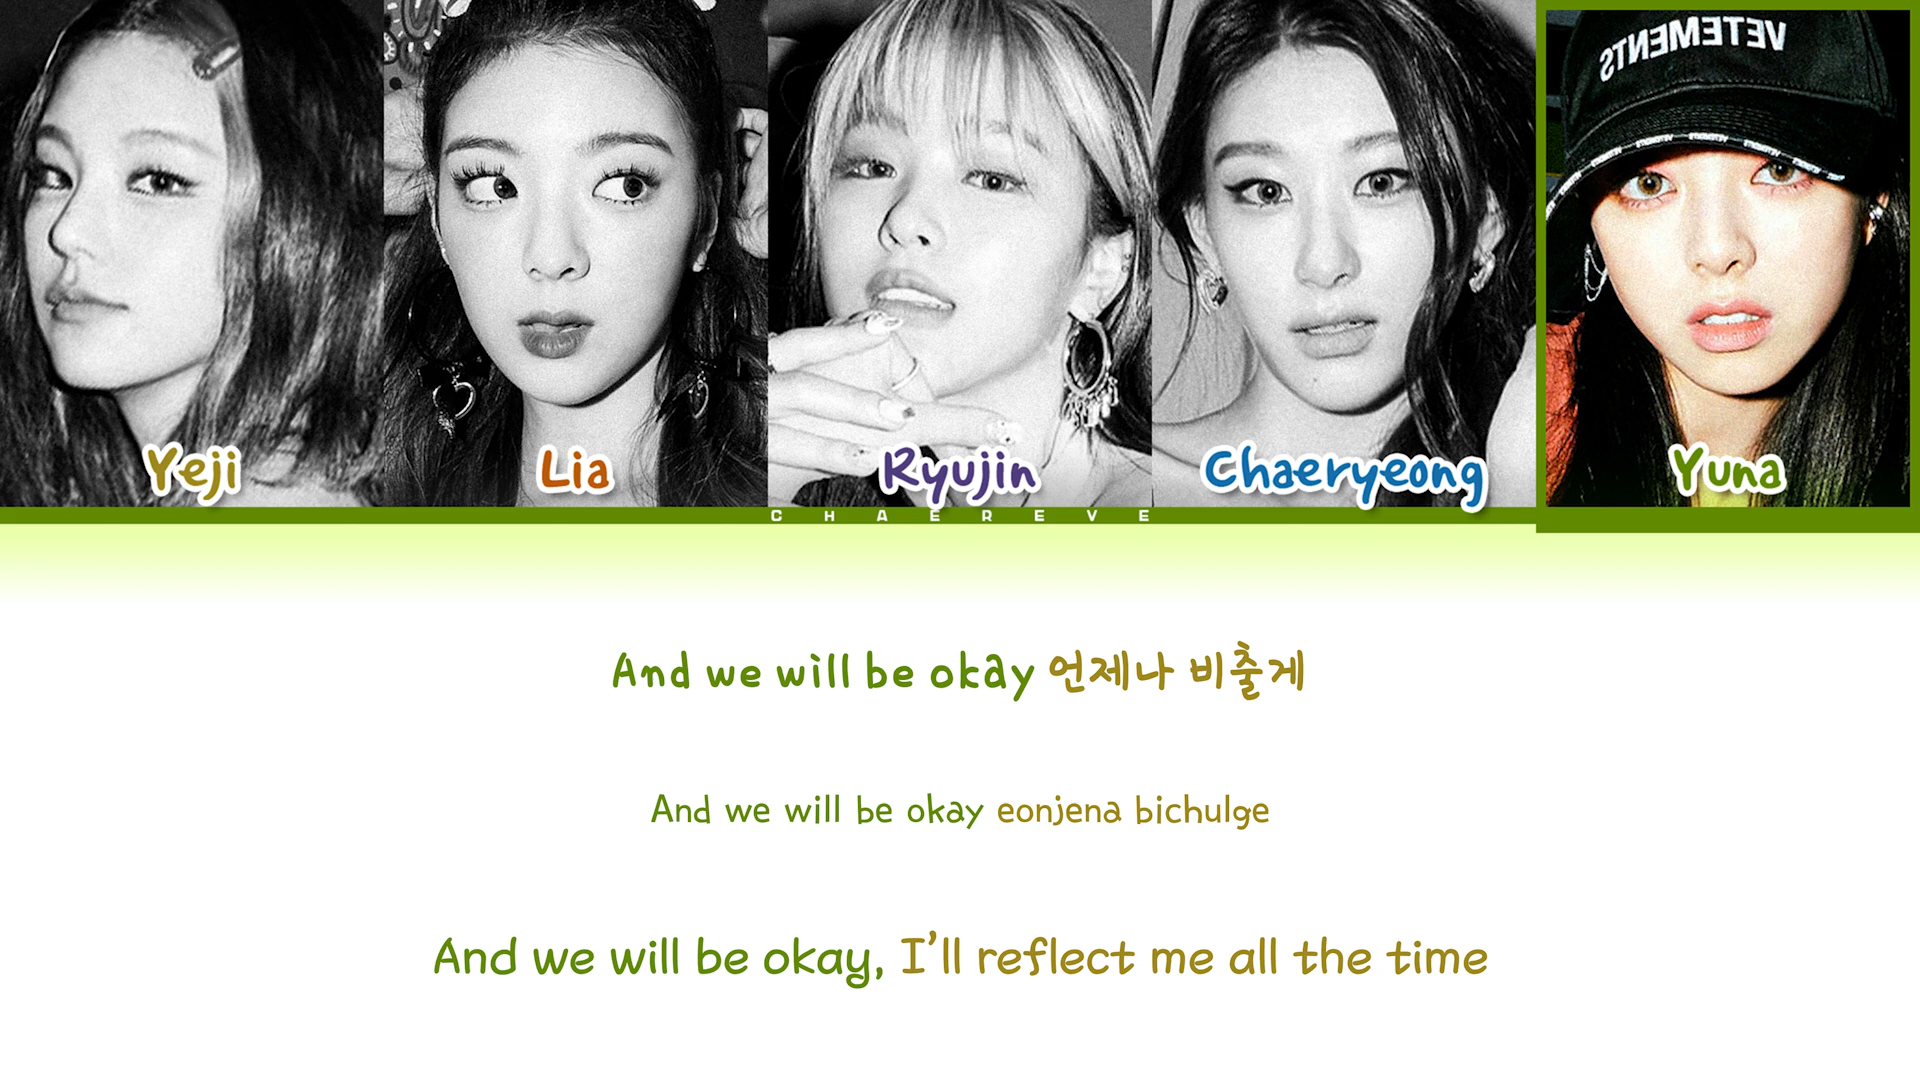 VETEMENTS
Yeji
Lia
Ryujin
Chaeryeong
Yuna
CHAEREVE
And we will be okay 언제나 비출게
And we will be okay eonjena bichulge
And we will be okay, I'll reflect me all the time